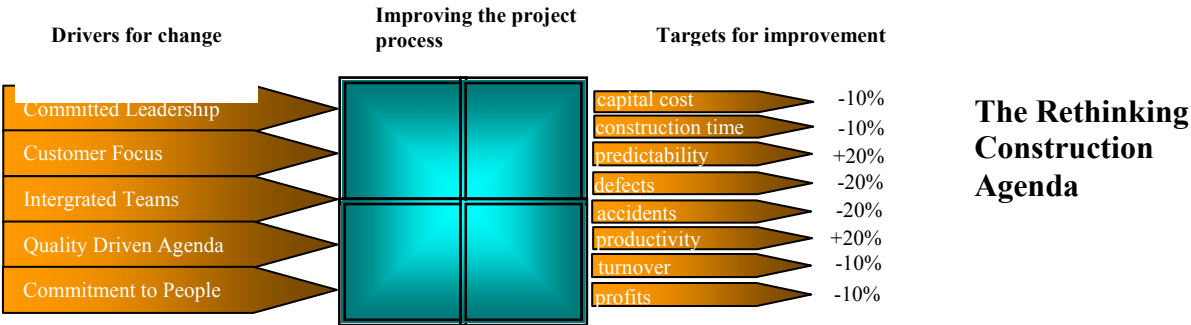 Drivers for change
Improving the project
process
Targets for improvement
Committed Leadership
Customer Focus
Intergrated Teams
Quality Driven Agenda
Commitment to People
capital cost -10%
construction time -10%
predictability +20%
defects -20%
accidents -20%
productivity +20%
turnover -10%
profits -10%
The Rethinking
Construction
Agenda